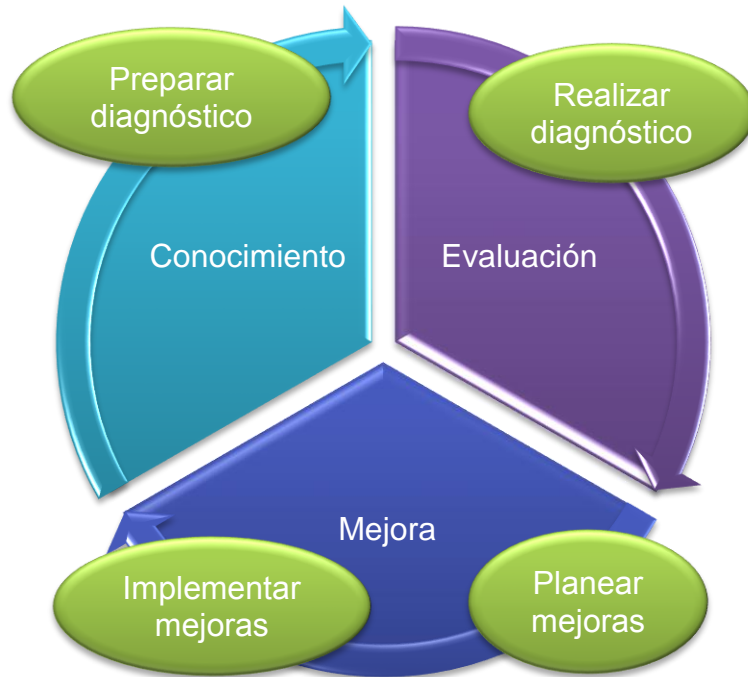 Preparar
diagnóstico
Realizar
diagnóstico
Conocimiento
Evaluación
Mejora
Implementar
mejoras
Planear
mejoras